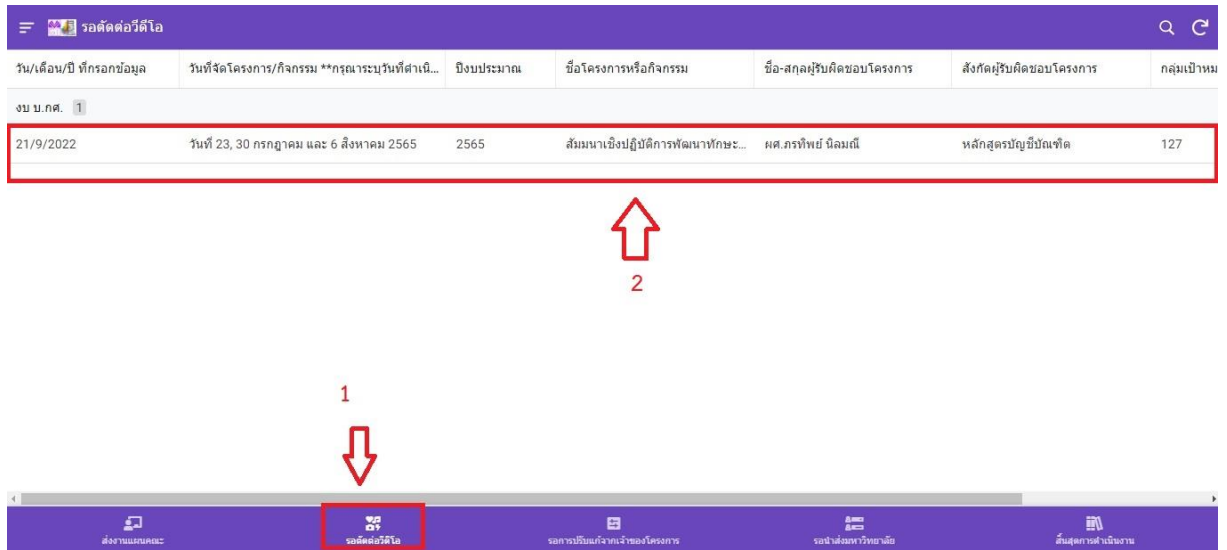 รอตัดต่อวีดีโอ
วัน/เดือน/ปี ที่กรอกข้อมูล วันที่จัดโครงการ/กิจกรรม **กรุณาระบุวันที่ดำเนิ... ปีงบประมาณ ชื่อโครงการหรือกิจกรรม ชื่อ-สกุลผู้รับผิดชอบโครงการ สังกัดผู้รับผิดชอบโครงการ กลุ่มเป้าหม
งบ บ.กศ. 1
21/9/2022 วันที่ 23, 30 กรกฎาคม และ 6 สิงหาคม 2565 2565 สัมมนาเชิงปฏิบัติการพัฒนาทักษะ... ผศ.ภรทิพย์ นิลมณี หลักสูตรบัญชีบัณฑิต 127
2
1
ส่งงานแผนคณะ รอตัดต่อวีดีโอ รอการปรับแก้จากเจ้าของโครงการ รอนำส่งมหาวิทยาลัย สิ้นสุดการดำเนินงาน